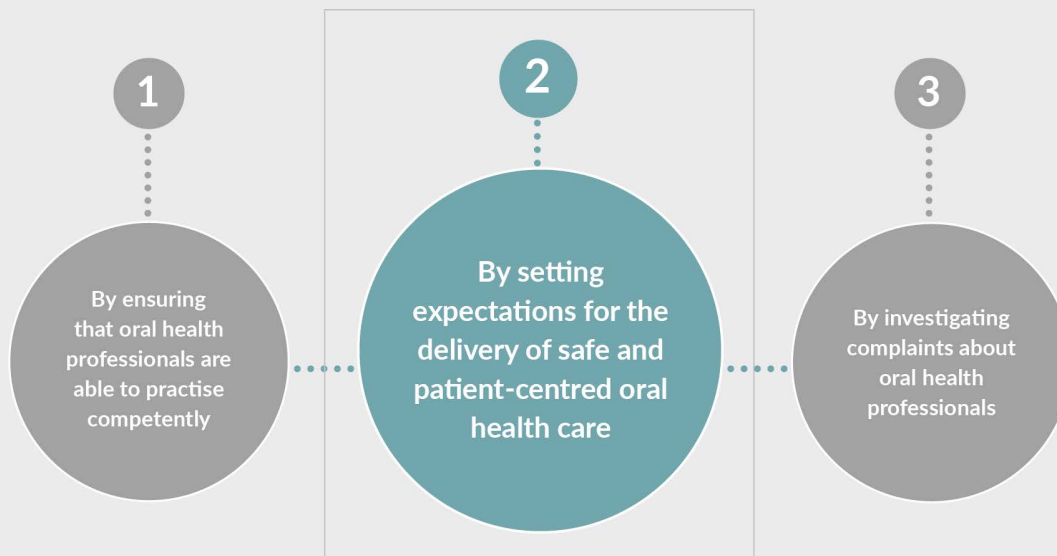 1
By ensuring
that oral health
professionals are
able to practise
competently
2
By setting
expectations for the
delivery of safe and
patient-centred oral
health care
3
By investigating
complaints about
oral health
professionals